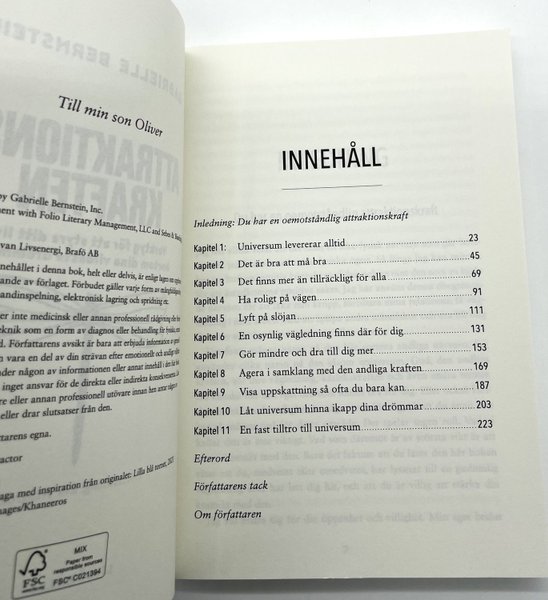 Till min son Oliver
by Gabrielle Bernstein, Inc.
ment with Folio Literary Management, LLC and
van Livsenergi, Brafö AB
nehållet i denna bok, helt eller delvis, är enligt lagen om
ande av förlaget. Förbudet gäller varje form av
andinspelning, elektronisk lagring och spridning etc.
er inte medicinsk eller annan professionell rådgivning eller
eknik som en form av diagnos eller behandling för
Författarens avsikt är bara att erbjuda information av
n vara en del av din strävan efter emotionellt och andligt
nder någon av informationen eller annat innehåll i den
inget ansvar för de direkta eller indirekta
en annan professionell utövare innen
eller drar slutsatser från den.
ttarens egna.
actor
aga med inspiration från originalet: Lilla blå tornet,
mages/Khaneeros
FSC
MIX
Paper from
responsible sources
FSC® C021394
INNEHÅLL
Inledning: Du har en oemotståndlig attraktionskraft
Kapitel 1: Universum levererar alltid 23
Kapitel 2 Det är bra att må bra 45
Kapitel 3 Det finns mer än tillräckligt för alla 69
Kapitel 4 Ha roligt på vägen 91
Kapitel 5 Lyft på slöjan 111
Kapitel 6 En osynlig vägledning finns där för dig 131
Kapitel 7 Gör mindre och dra till dig mer 153
Kapitel 8 Agera i samklang med den andliga kraften 169
Kapitel 9 Visa uppskattning så ofta du bara kan 187
Kapitel 10 Låt universum hinna ikapp dina drömmar 203
Kapitel 11 En fast tilltro till universum 223
Efterord
Författarens tack
Om författaren